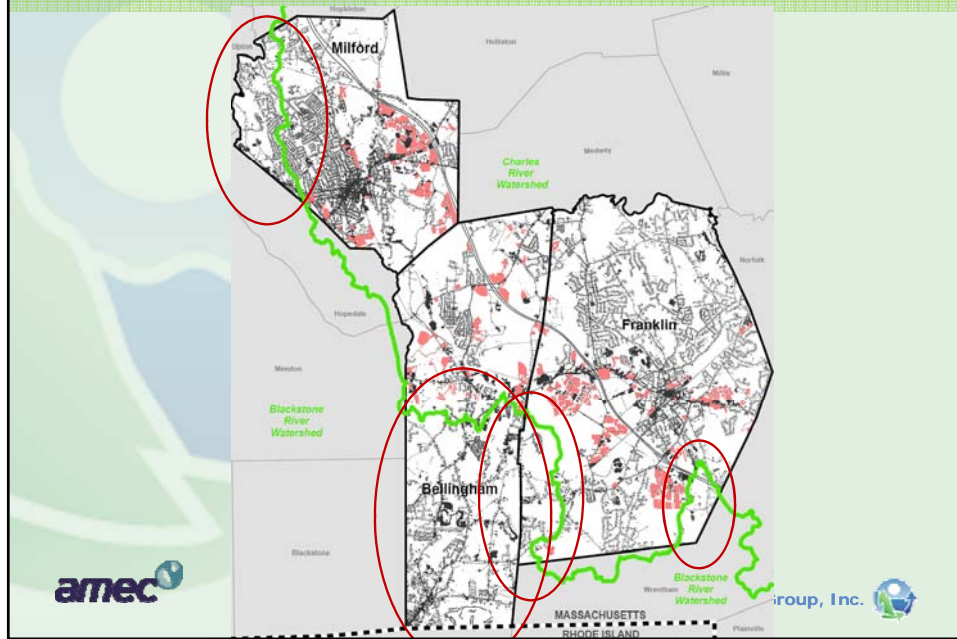 Hopkinton
Upton
Milford
Holliston
Millis
Medway
Charles
River
Watershed
Norfolk
Hopedale
Franklin
Mendon
Blackstone
River
Watershed
Bellingham
Blackstone
Wrentham
Blackstone
River
Watershed
amec
Group, Inc.
MASSACHUSETTS
RHODE ISLAND
Plainville